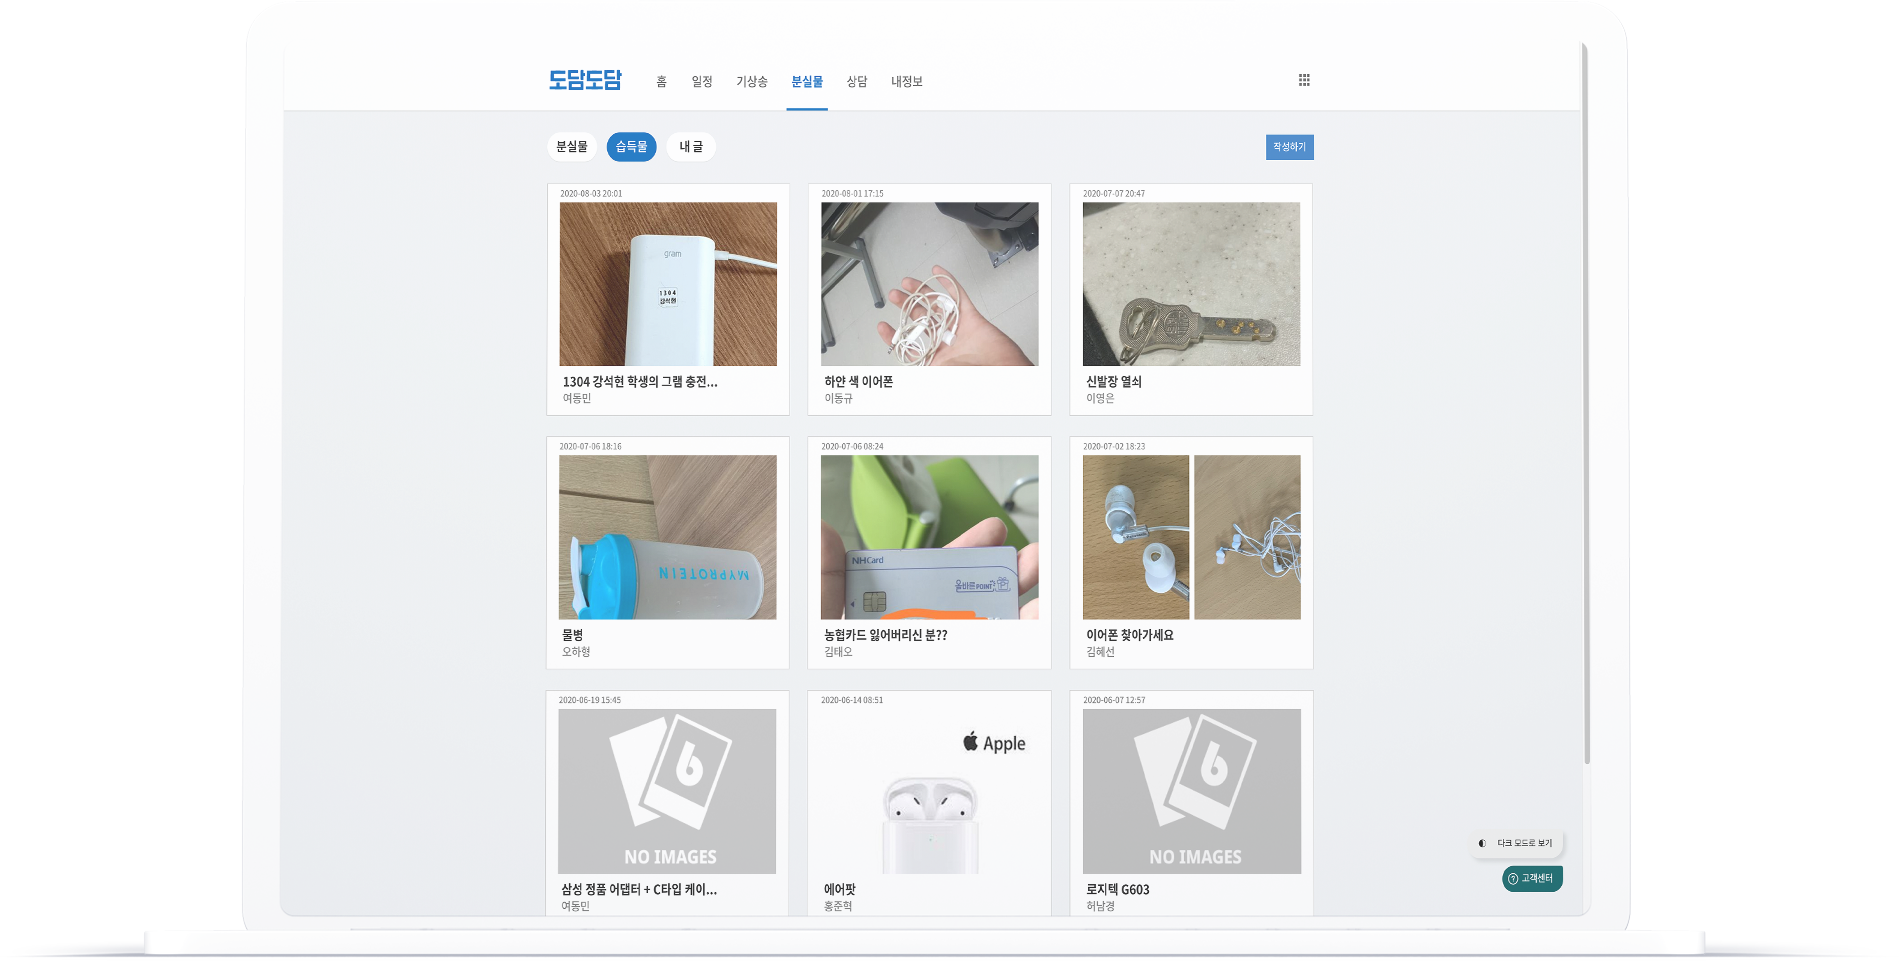 도담도담
홈 일정 기상송 분실물 상담 내정보
분실물 습득물 내 글 작성하기
2020-08-03 20:01
gram
1304
강석현
1304 강석현 학생의 그램 충전...
여동민
2020-08-01 17:15
하얀 색 이어폰
이동규
2020-07-07 20:47
신발장 열쇠
이영은
2020-07-06 18:16
MYPROTEIN
물병
오하형
2020-07-06 08:24
NHCard
올바른 POINT
농협카드 잃어버리신 분??
김태오
2020-07-02 18:23
이어폰 찾아가세요
김혜선
2020-06-19 15:45
NO IMAGES
삼성 정품 어댑터 + C타입 케이...
여동민
2020-06-14 08:51
Apple
에어팟
홍준혁
2020-06-07 12:57
NO IMAGES
로지텍 G603
허남경
다크 모드로 보기
고객센터